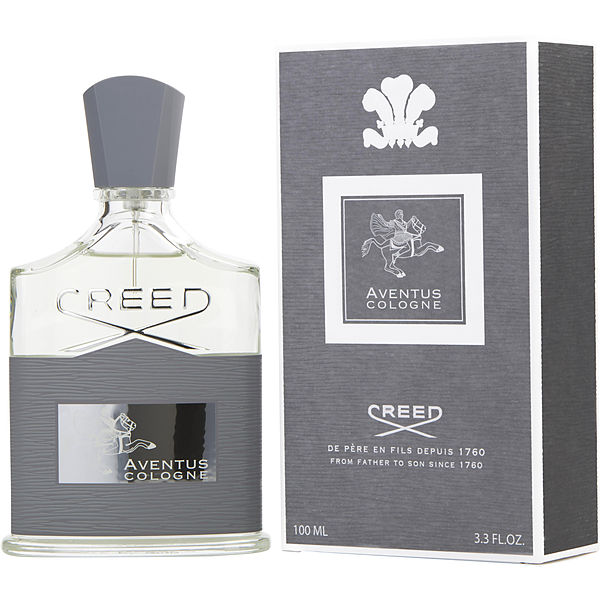 CREED
AVENTUS
COLOGNE
AVENTUS
COLOGNE
CREED
DE PÈRE EN FILS DEPUIS 1760
FROM FATHER TO SON SINCE 1760
100 ML
3.3 FL.OZ.